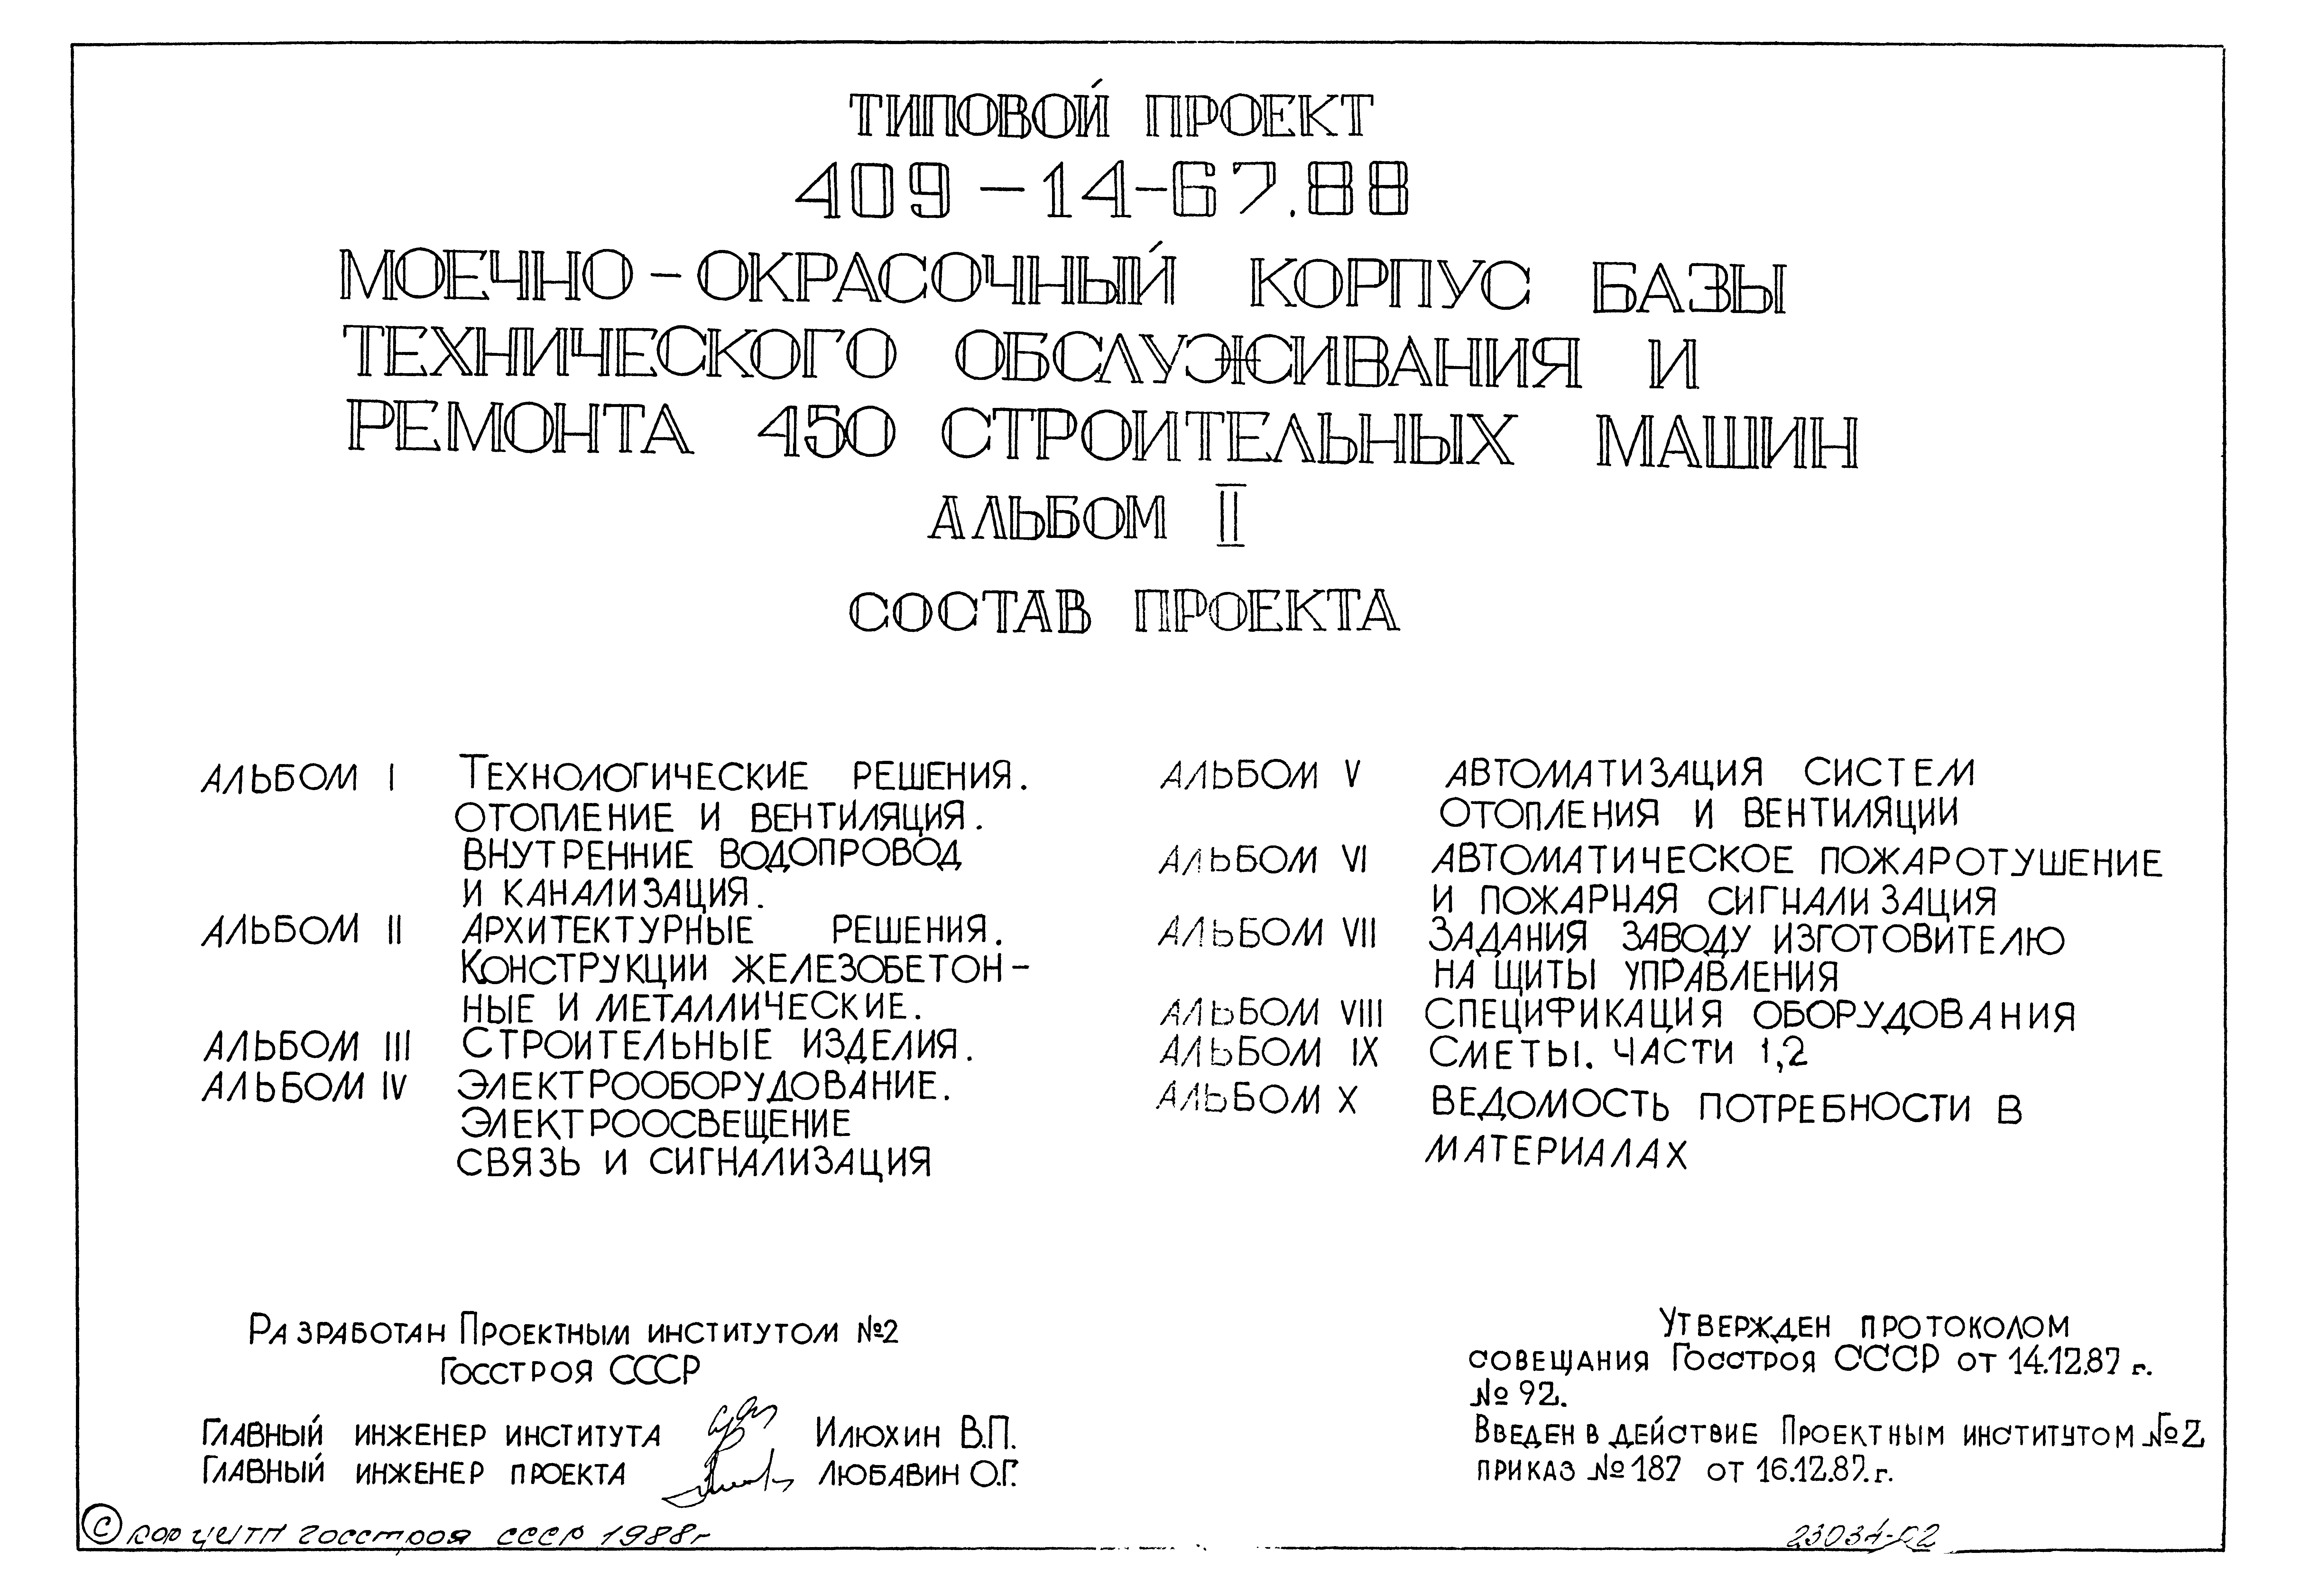 ТИПОВОЙ ПРОЕКТ
409-14-67.88
МОЕЧНО-ОКРАСОЧНЫЙ КОРПУС БАЗЫ
ТЕХНИЧЕСКОГО ОБСЛУЖИВАНИЯ И
РЕМОНТА 450 СТРОИТЕЛЬНЫХ МАШИН
АЛЬБОМ II
СОСТАВ ПРОЕКТА
АЛЬБОМ I ТЕХНОЛОГИЧЕСКИЕ РЕШЕНИЯ.
ОТОПЛЕНИЕ И ВЕНТИЛЯЦИЯ.
ВНУТРЕННИЕ ВОДОПРОВОД
И КАНАЛИЗАЦИЯ.
АЛЬБОМ II АРХИТЕКТУРНЫЕ РЕШЕНИЯ.
КОНСТРУКЦИИ ЖЕЛЕЗОБЕТОН-
НЫЕ И МЕТАЛЛИЧЕСКИЕ.
АЛЬБОМ III СТРОИТЕЛЬНЫЕ ИЗДЕЛИЯ.
АЛЬБОМ IV ЭЛЕКТРООБОРУДОВАНИЕ.
ЭЛЕКТРООСВЕЩЕНИЕ
СВЯЗЬ И СИГНАЛИЗАЦИЯ
АЛЬБОМ V АВТОМАТИЗАЦИЯ СИСТЕМ
ОТОПЛЕНИЯ И ВЕНТИЛЯЦИИ
АЛЬБОМ VI АВТОМАТИЧЕСКОЕ ПОЖАРОТУШЕНИЕ
И ПОЖАРНАЯ СИГНАЛИЗАЦИЯ
АЛЬБОМ VII ЗАДАНИЯ ЗАВОДУ ИЗГОТОВИТЕЛЮ
НА ЩИТЫ УПРАВЛЕНИЯ
АЛЬБОМ VIII СПЕЦИФИКАЦИЯ ОБОРУДОВАНИЯ
АЛЬБОМ IX СМЕТЫ. ЧАСТИ 1,2
АЛЬБОМ X ВЕДОМОСТЬ ПОТРЕБНОСТИ В
МАТЕРИАЛАХ
РАЗРАБОТАН ПРОЕКТНЫМ ИНСТИТУТОМ №2
ГОССТРОЯ СССР
ГЛАВНЫЙ ИНЖЕНЕР ИНСТИТУТА ИЛЮХИН В.П.
ГЛАВНЫЙ ИНЖЕНЕР ПРОЕКТА ЛЮБАВИН О.Г.
УТВЕРЖДЕН ПРОТОКОЛОМ
СОВЕЩАНИЯ ГОССТРОЯ СССР ОТ 14.12.87 г.
№ 92.
ВВЕДЕН В ДЕЙСТВИЕ ПРОЕКТНЫМ ИНСТИТУТОМ №2
ПРИКАЗ №187 ОТ 16.12.87.г.
© ЦИТП Госстроя СССР 1988г